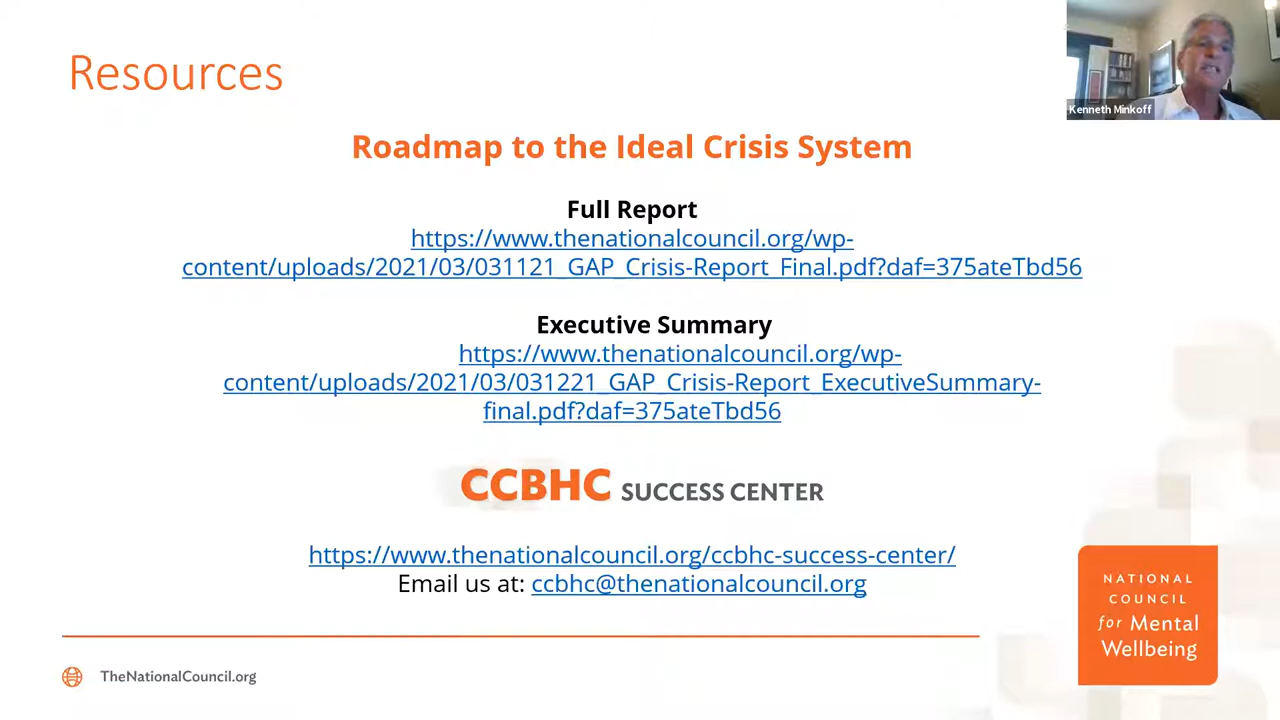 Resources
Kenneth Minkoff
Roadmap to the Ideal Crisis System
Full Report
https://www.thenationalcouncil.org/wp-
content/uploads/2021/03/031121_GAP_Crisis-Report_Final.pdf?daf=375ateTbd56
Executive Summary
https://www.thenationalcouncil.org/wp-
content/uploads/2021/03/031221_GAP_Crisis-Report_ExecutiveSummary-
final.pdf?daf=375ateTbd56
CCBHC SUCCESS CENTER
https://www.thenationalcouncil.org/ccbhc-success-center/
Email us at: ccbhc@thenationalcouncil.org
NATIONAL
COUNCIL
for Mental
Wellbeing
TheNationalCouncil.org